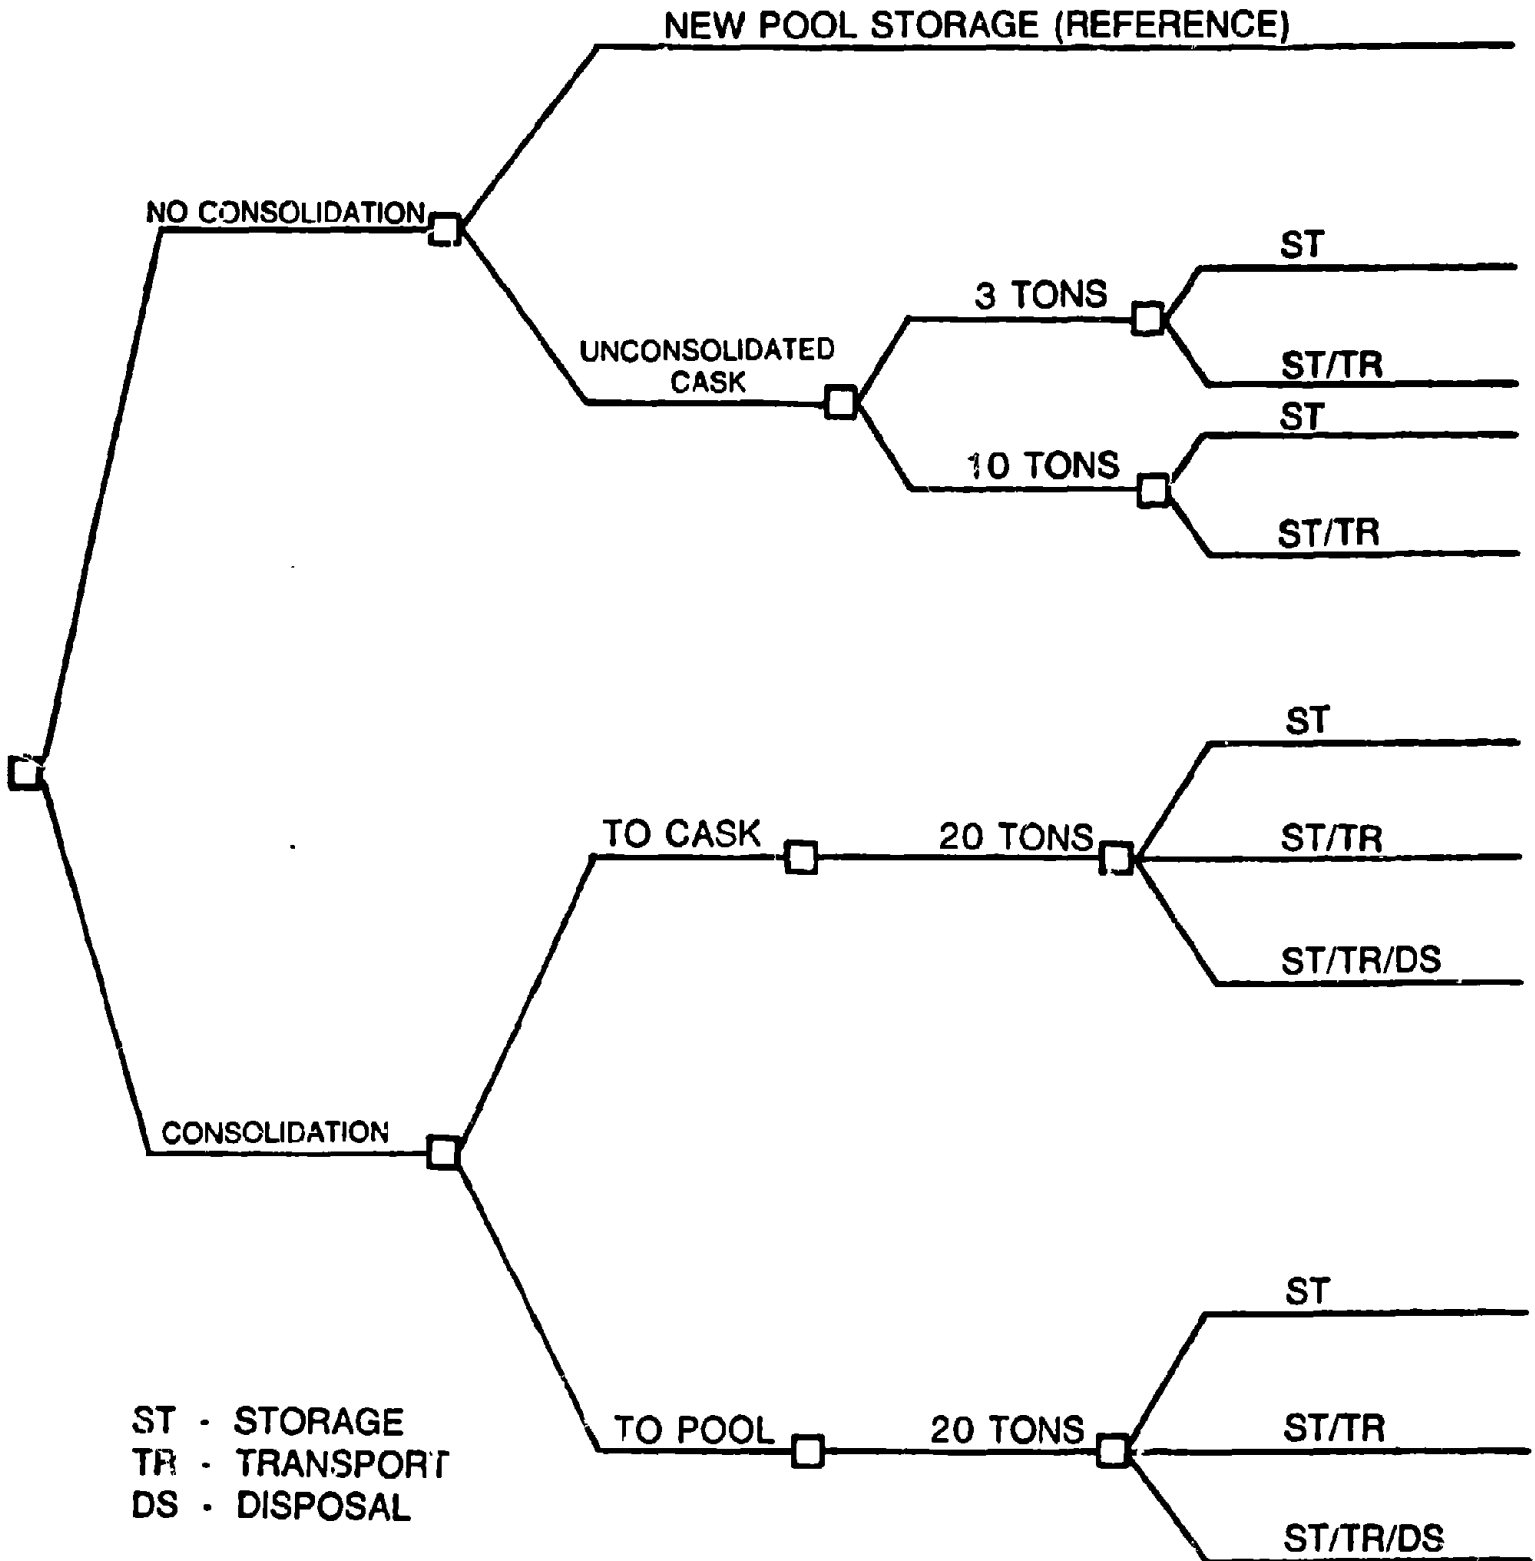 NEW POOL STORAGE (REFERENCE)
NO CONSOLIDATION
ST
3 TONS
UNCONSOLIDATED
CASK
ST/TR
ST
10 TONS
ST/TR
ST
TO CASK
20 TONS
ST/TR
ST/TR/DS
CONSOLIDATION
ST
TO POOL
20 TONS
ST/TR
ST/TR/DS
ST - STORAGE
TR - TRANSPORT
DS - DISPOSAL